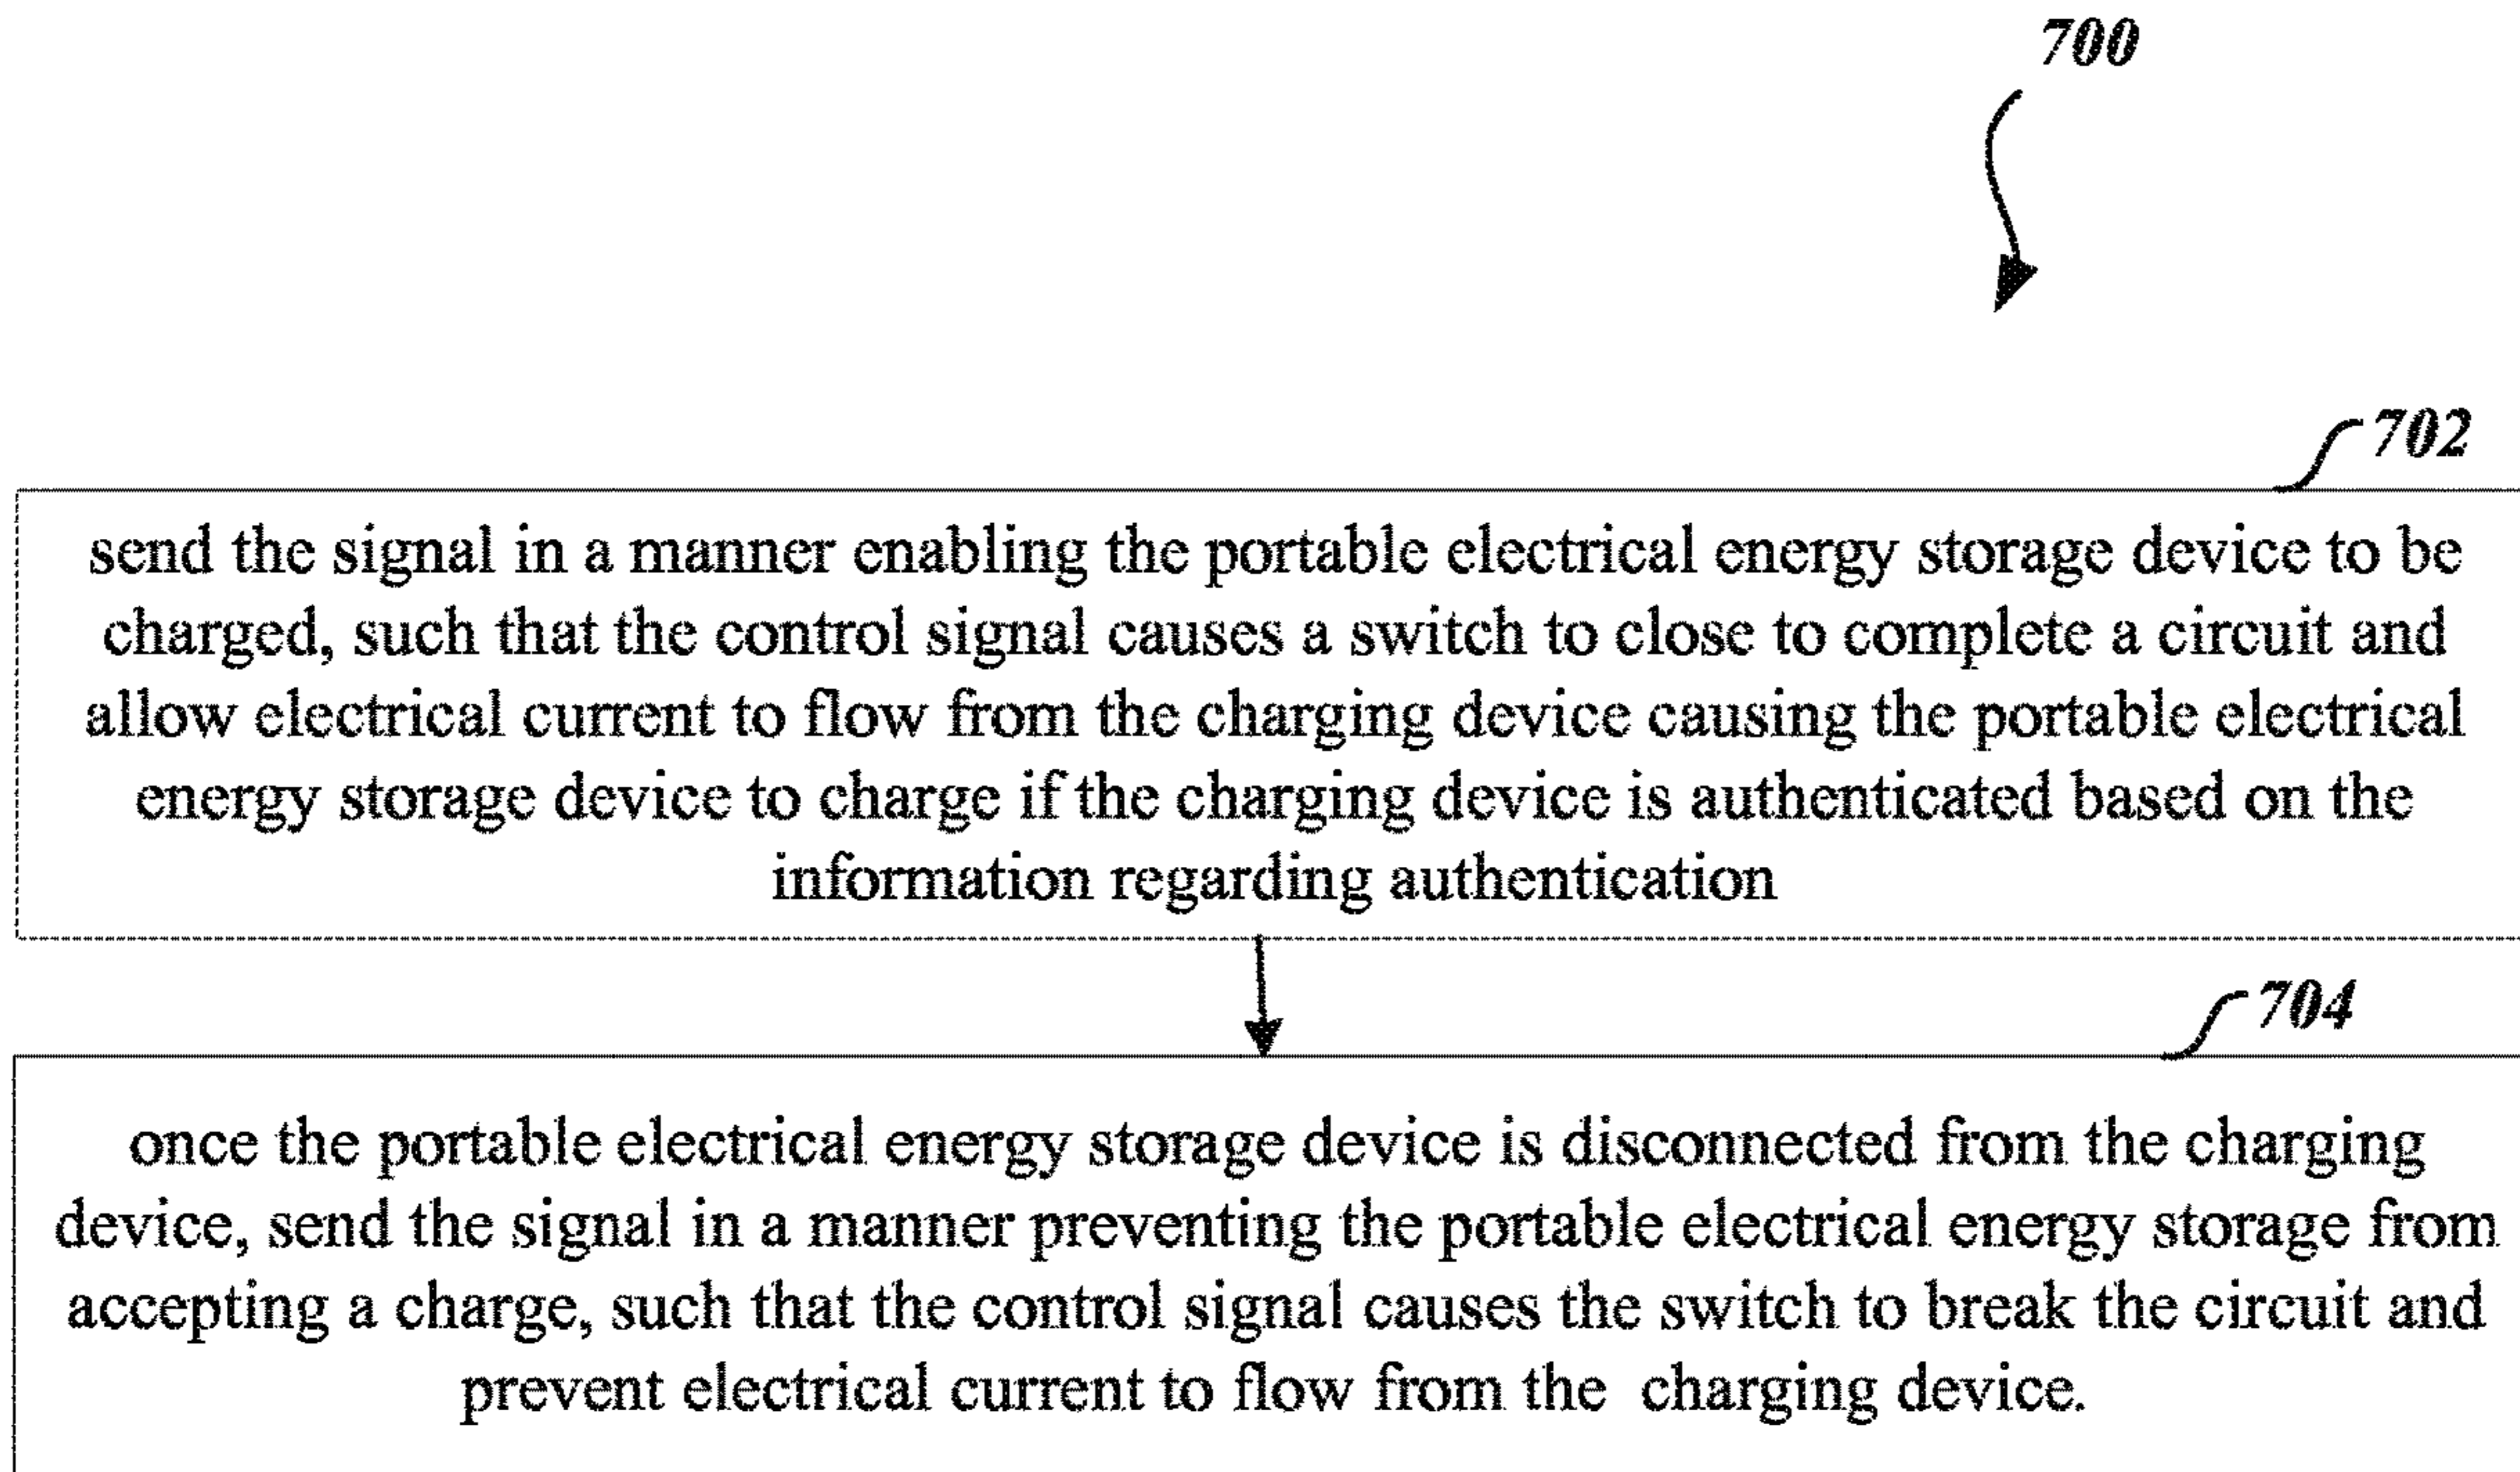 700
702
send the signal in a manner enabling the portable electrical energy storage device to be
charged, such that the control signal causes a switch to close to complete a circuit and
allow electrical current to flow from the charging device causing the portable electrical
energy storage device to charge if the charging device is authenticated based on the
information regarding authentication
704
once the portable electrical energy storage device is disconnected from the charging
device, send the signal in a manner preventing the portable electrical energy storage from
accepting a charge, such that the control signal causes the switch to break the circuit and
prevent electrical current to flow from the charging device.